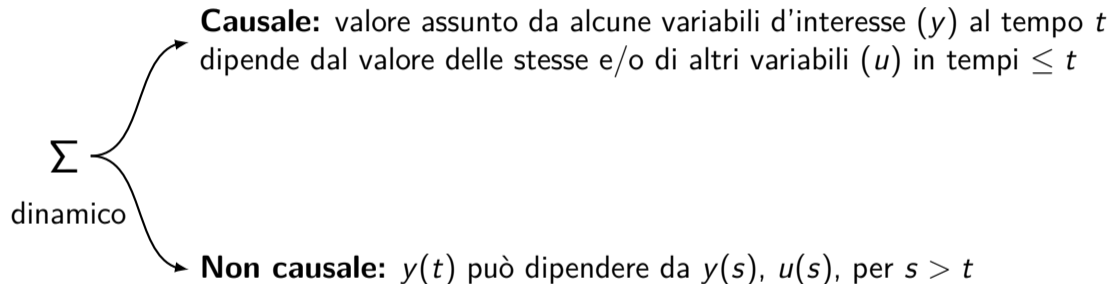 Causale: valore assunto da alcune variabili d'interesse (y) al tempo t
dipende dal valore delle stesse e/o di altri variabili (u) in tempi ≤ t
Σ
dinamico
Non causale: y(t) può dipendere da y(s), u(s), per s > t